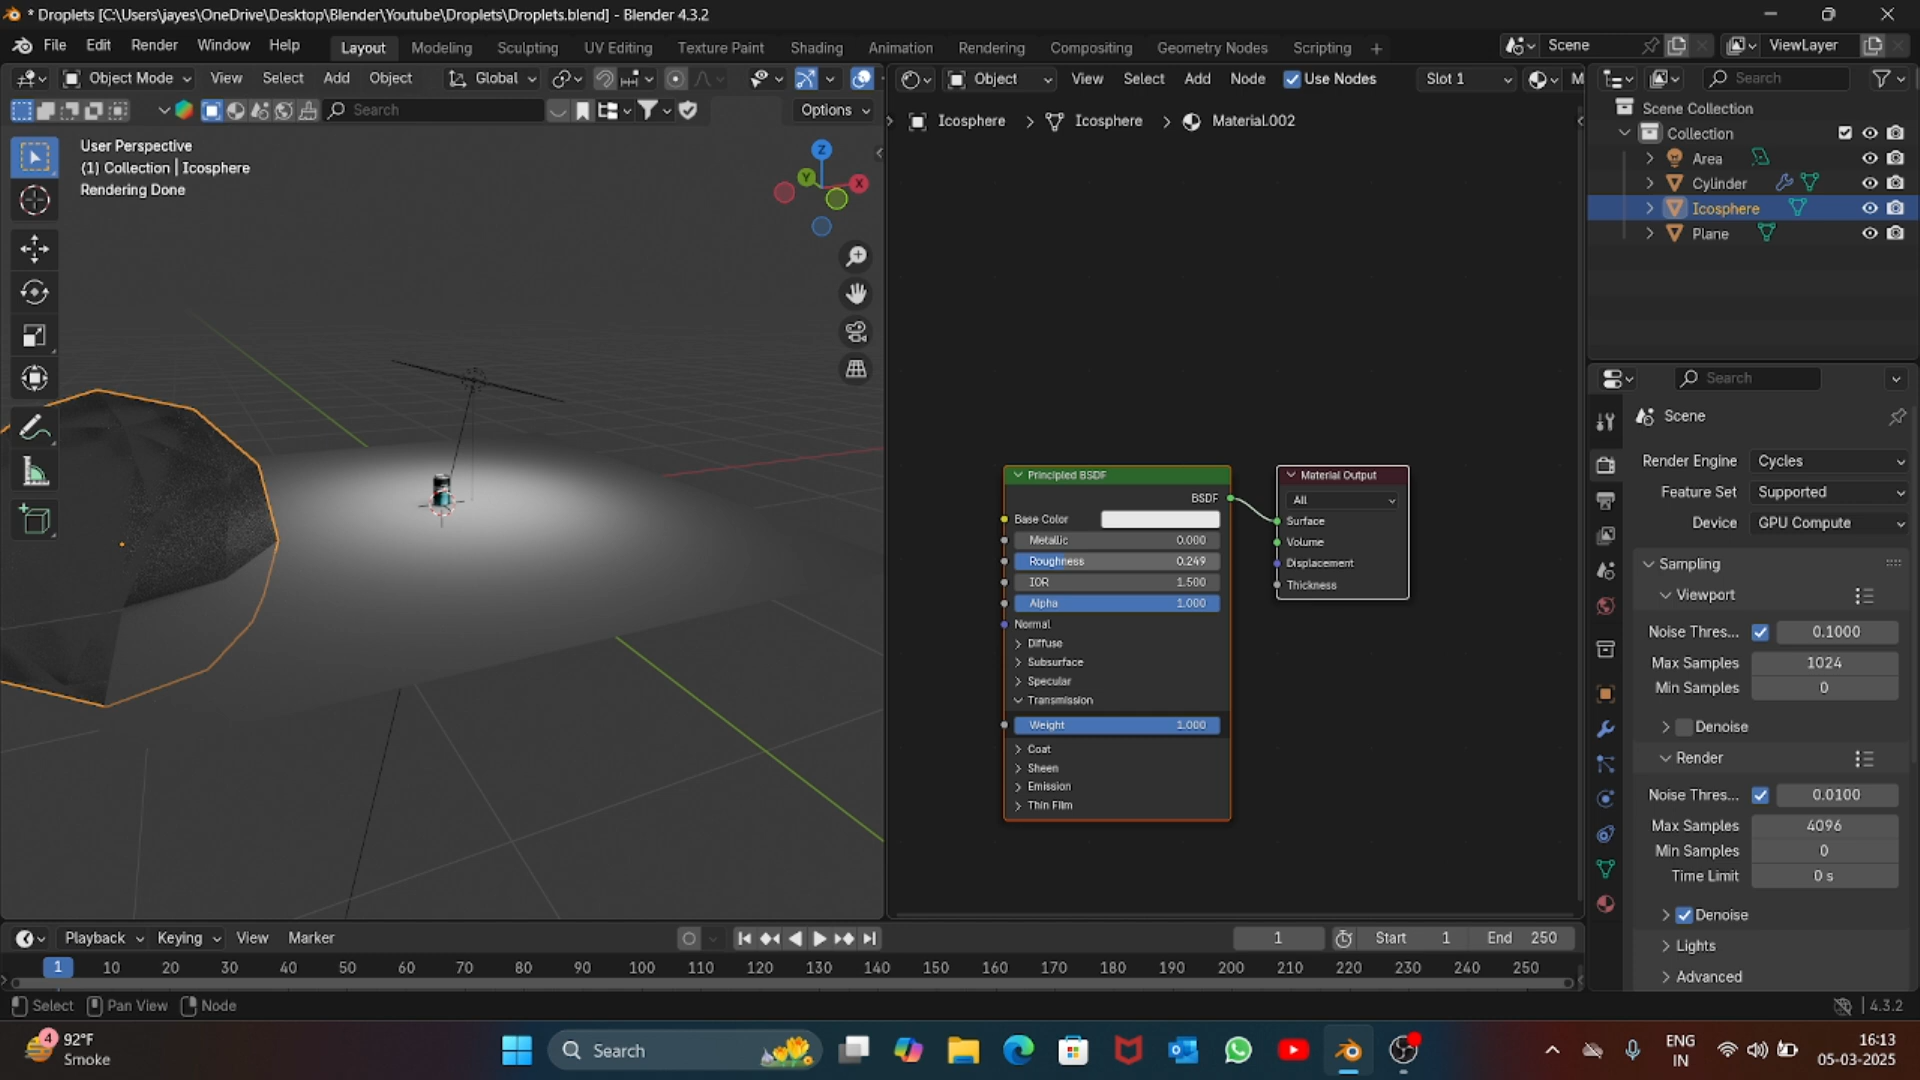 * Droplets [C:\Users\jayes\OneDrive\Desktop\Blender\Youtube\Droplets\Droplets.blend] - Blender 4.3.2
File Edit Render Window Help Layout Modeling Sculpting UV Editing Texture Paint Shading Animation Rendering Compositing Geometry Nodes Scripting + Scene ViewLayer
Object Mode View Select Add Object Global
Object View Select Add Node Use Nodes Slot 1 M
Search
Search Options
User Perspective
(1) Collection | Icosphere
Rendering Done
Z
Y
X
Icosphere > Icosphere > Material.002
Principled BSDF
BSDF
Base Color
Metallic 0.000
Roughness 0.249
IOR 1.500
Alpha 1.000
Normal
Diffuse
Subsurface
Specular
Transmission
Weight 1.000
Coat
Sheen
Emission
Thin Film
Material Output
All
Surface
Volume
Displacement
Thickness
Scene Collection
Collection
Area
Cylinder
Icosphere
Plane
Search
Scene
Render Engine Cycles
Feature Set Supported
Device GPU Compute
Sampling
Viewport
Noise Thres... 0.1000
Max Samples 1024
Min Samples 0
Denoise
Render
Noise Thres... 0.0100
Max Samples 4096
Min Samples 0
Time Limit 0 s
Denoise
Lights
Advanced
Playback Keying View Marker 1 Start 1 End 250
1 10 20 30 40 50 60 70 80 90 100 110 120 130 140 150 160 170 180 190 200 210 220 230 240 250
Select Pan View Node 4.3.2
4 92°F
Smoke
Search
ENG
IN
16:13
05-03-2025